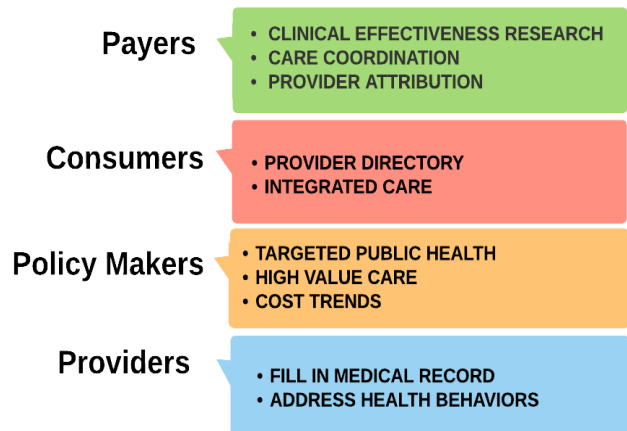 Payers
• CLINICAL EFFECTIVENESS RESEARCH
• CARE COORDINATION
• PROVIDER ATTRIBUTION
Consumers
• PROVIDER DIRECTORY
• INTEGRATED CARE
Policy Makers
• TARGETED PUBLIC HEALTH
• HIGH VALUE CARE
• COST TRENDS
Providers
• FILL IN MEDICAL RECORD
• ADDRESS HEALTH BEHAVIORS